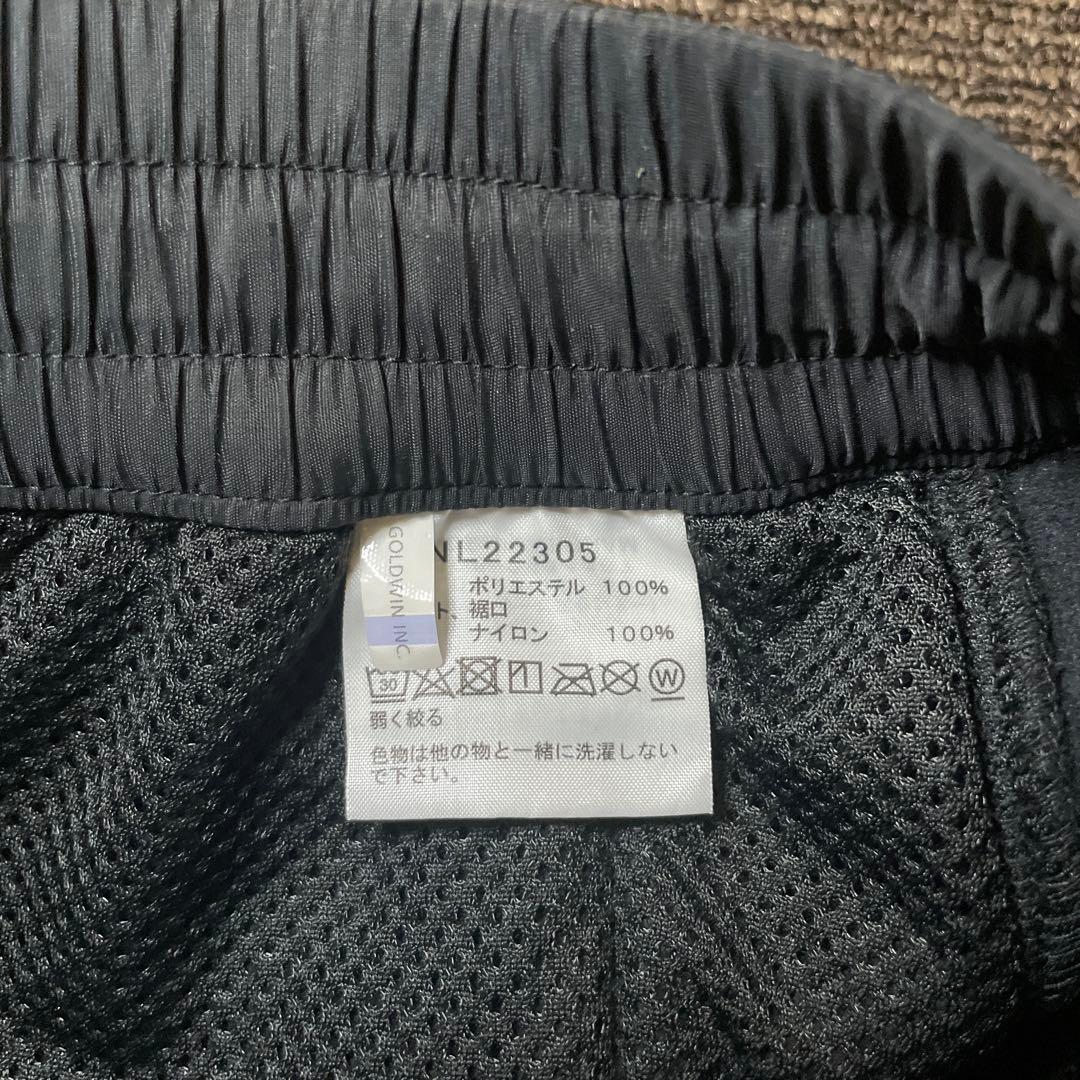 NL22305
ポリエステル 100%
ト、裾口
ナイロン 100%
30
W
弱く絞る
色物は他の物と一緒に洗濯しない
で下さい。
GOLDWIN INC.